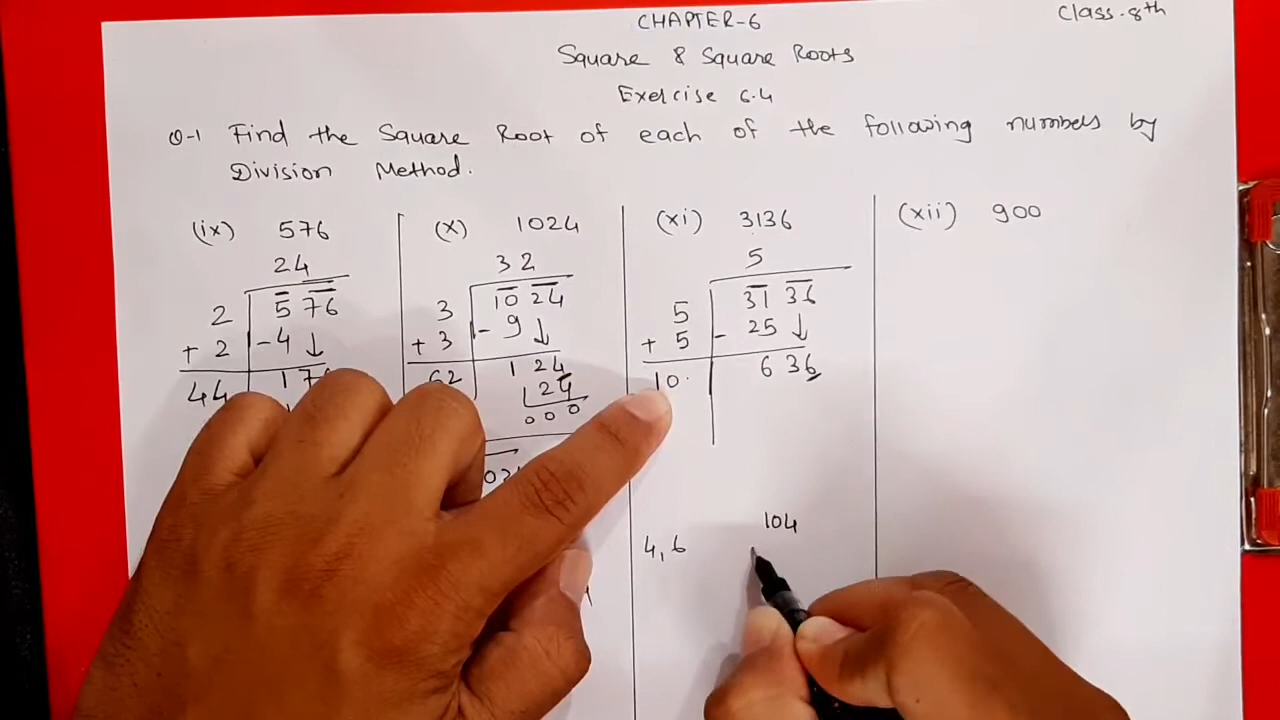 CHAPTER-6
Class-8th
Square & Square Roots
Exercise 6.4
Q-1 Find the Square Root of each of the following numbers by
Division Method.
(ix) 576
24
2 5 76
+ 2 - 4 ↓
44 176
(x) 1024
32
3 10 24
+ 3 - 9 ↓
62 1 24
124
000
(xi) 3136
5
5 31 36
+ 5 - 25 ↓
10. 6 36
4, 6 104
(xii) 900